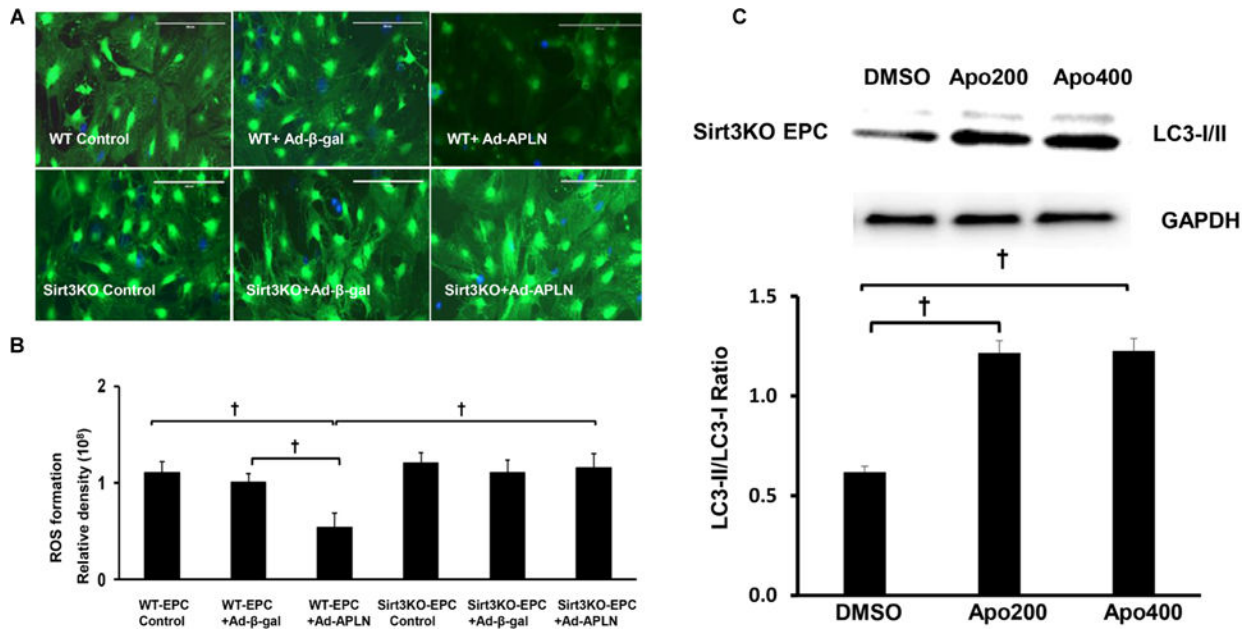 A
WT Control
WT+ Ad-β-gal
WT+ Ad-APLN
Sirt3KO Control
Sirt3KO+Ad-β-gal
Sirt3KO+Ad-APLN
B
ROS formation
Relative density (10⁸)
2
1
0
†
†
†
WT-EPC
Control
WT-EPC
+Ad-β-gal
WT-EPC
+Ad-APLN
Sirt3KO-EPC
Control
Sirt3KO-EPC
+Ad-β-gal
Sirt3KO-EPC
+Ad-APLN
C
DMSO Apo200 Apo400
Sirt3KO EPC
LC3-I/II
GAPDH
†
†
LC3-II/LC3-I Ratio
1.5
1.0
0.5
0.0
DMSO Apo200 Apo400